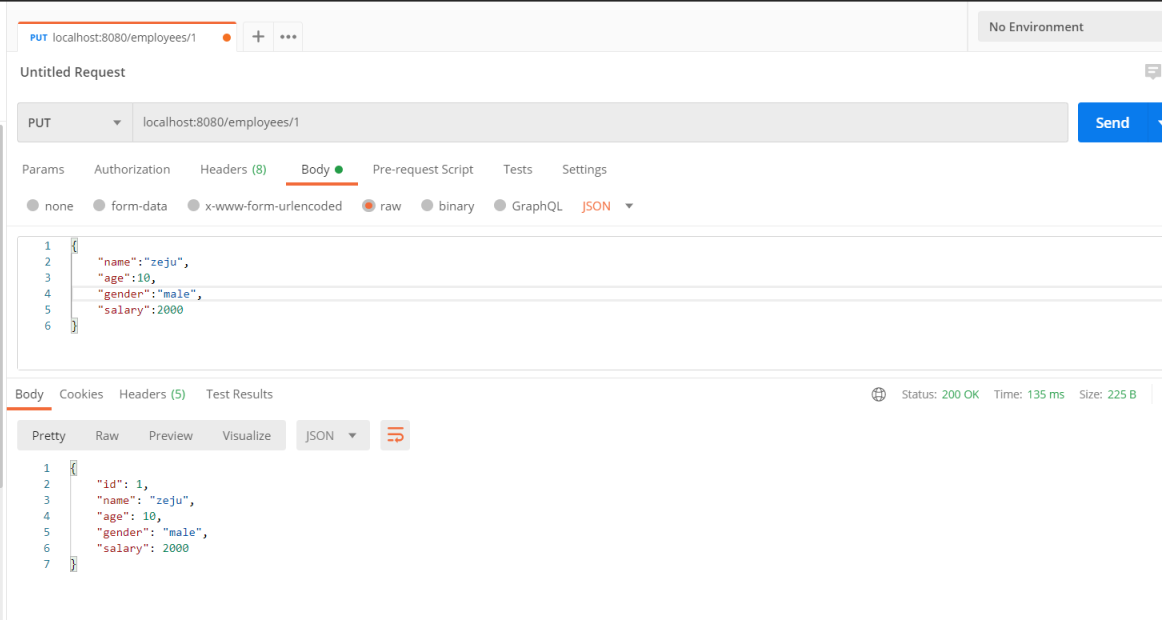 PUT localhost:8080/employees/1 + ••• No Environment
Untitled Request
PUT localhost:8080/employees/1 Send
Params Authorization Headers (8) Body Pre-request Script Tests Settings
none form-data x-www-form-urlencoded raw binary GraphQL JSON
1 {
2 "name":"zeju",
3 "age":10,
4 "gender":"male",
5 "salary":2000
6 }
Body Cookies Headers (5) Test Results Status: 200 OK Time: 135 ms Size: 225 B
Pretty Raw Preview Visualize JSON
1 {
2 "id": 1,
3 "name": "zeju",
4 "age": 10,
5 "gender": "male",
6 "salary": 2000
7 }